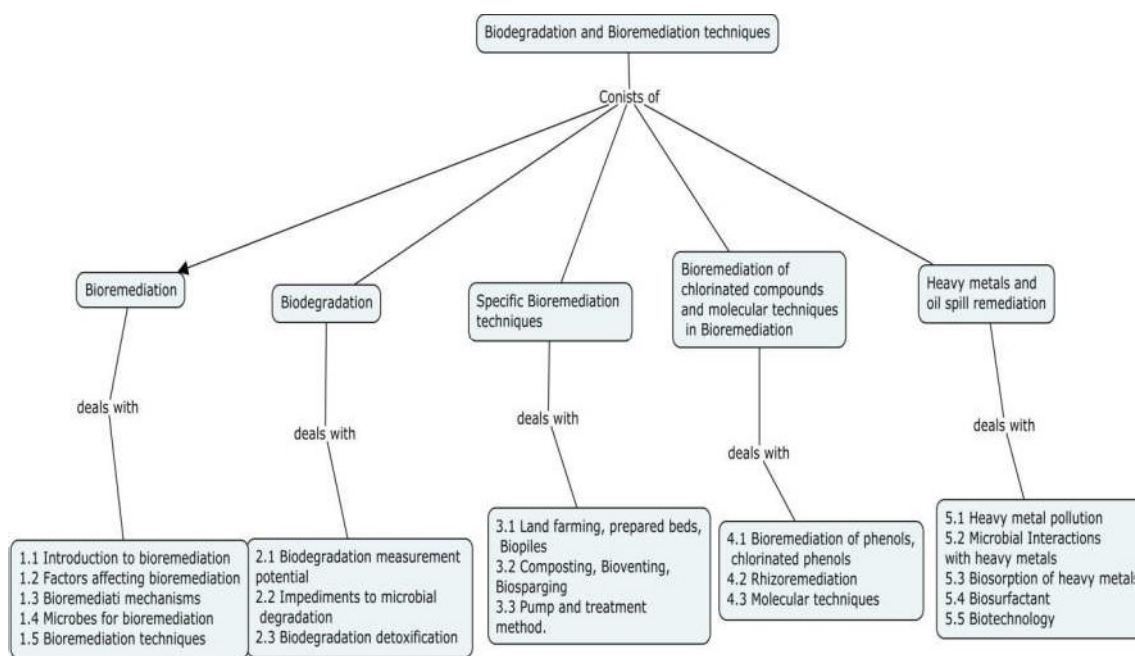 Biodegradation and Bioremediation techniques
Conists of
Bioremediation
Biodegradation
Specific Bioremediation
techniques
Bioremediation of
chlorinated compounds
and molecular techniques
in Bioremediation
Heavy metals and
oil spill remediation
deals with
deals with
deals with
deals with
deals with
1.1 Introduction to bioremediation
1.2 Factors affecting bioremediation
1.3 Bioremediati mechanisms
1.4 Microbes for bioremediation
1.5 Bioremediation techniques
2.1 Biodegradation measurement
potential
2.2 Impediments to microbial
degradation
2.3 Biodegradation detoxification
3.1 Land farming, prepared beds,
Biopiles
3.2 Composting, Bioventing,
Biosparging
3.3 Pump and treatment
method.
4.1 Bioremediation of phenols,
chlorinated phenols
4.2 Rhizoremediation
4.3 Molecular techniques
5.1 Heavy metal pollution
5.2 Microbial Interactions
with heavy metals
5.3 Biosorption of heavy metals
5.4 Biosurfactant
5.5 Biotechnology